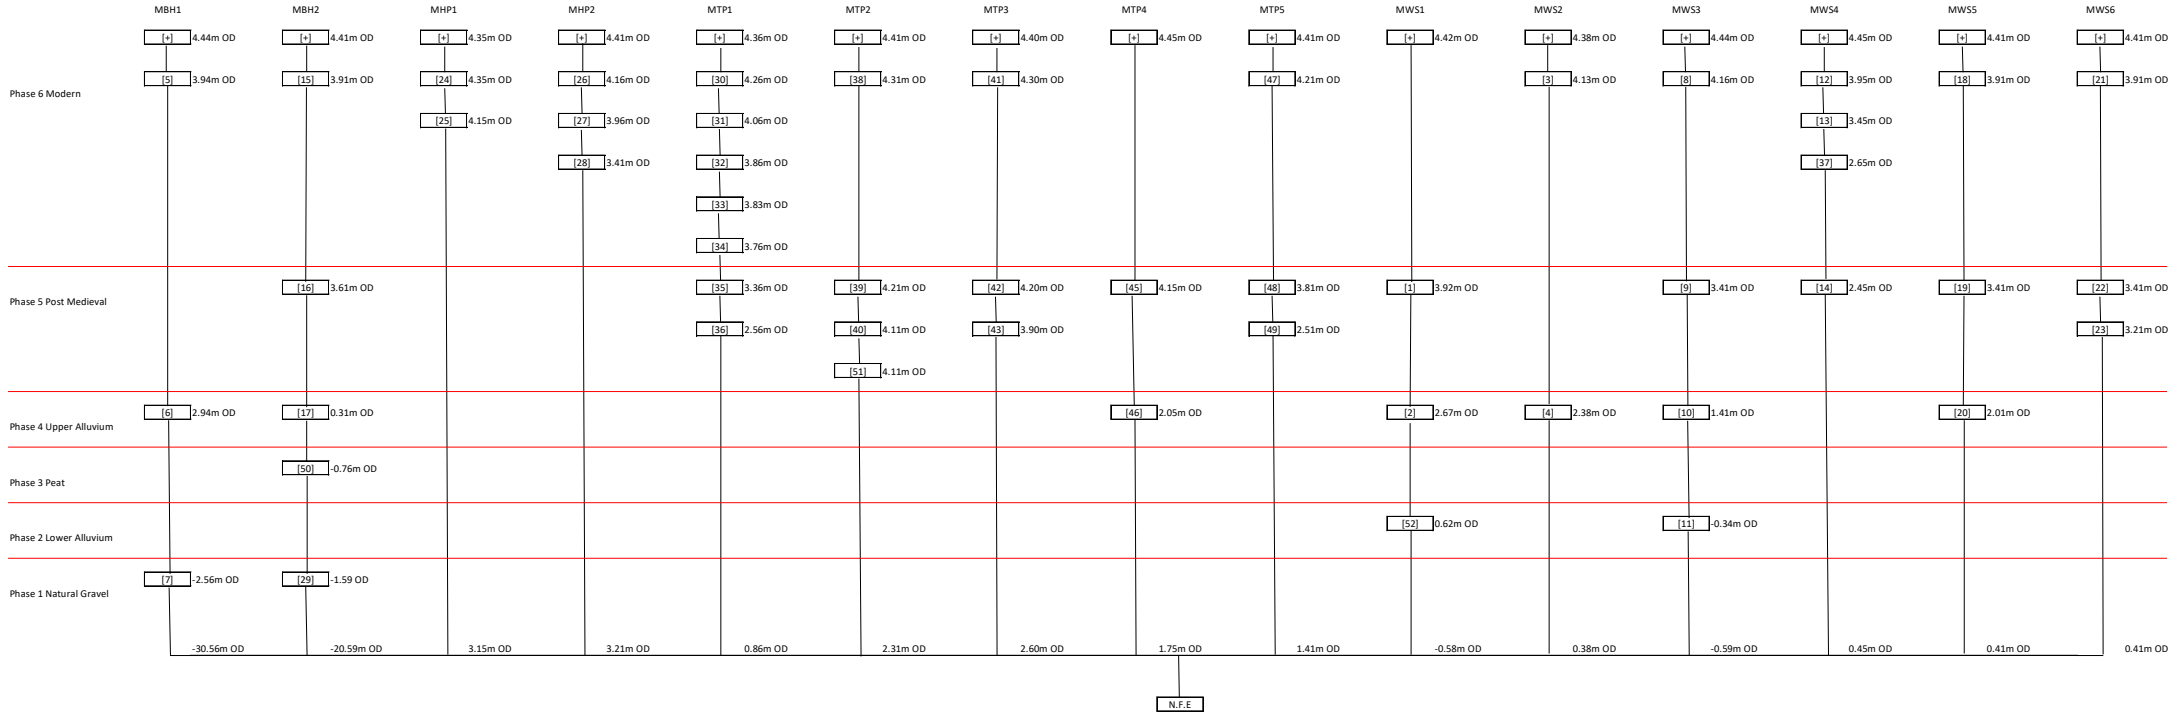 MBH1 MBH2 MHP1 MHP2 MTP1 MTP2 MTP3 MTP4 MTP5 MWS1 MWS2 MWS3 MWS4 MWS5 MWS6
[+] 4.44m OD [+] 4.41m OD [+] 4.35m OD [+] 4.41m OD [+] 4.36m OD [+] 4.41m OD [+] 4.40m OD [+] 4.45m OD [+] 4.41m OD [+] 4.42m OD [+] 4.38m OD [+] 4.44m OD [+] 4.45m OD [+] 4.41m OD [+] 4.41m OD
[5] 3.94m OD [15] 3.91m OD [24] 4.35m OD [26] 4.16m OD [30] 4.26m OD [38] 4.31m OD [41] 4.30m OD [47] 4.21m OD [3] 4.13m OD [8] 4.16m OD [12] 3.95m OD [18] 3.91m OD [21] 3.91m OD
Phase 6 Modern
[25] 4.15m OD [27] 3.96m OD [31] 4.06m OD [13] 3.45m OD
[28] 3.41m OD [32] 3.86m OD [37] 2.65m OD
[33] 3.83m OD
[34] 3.76m OD
[16] 3.61m OD [35] 3.36m OD [39] 4.21m OD [42] 4.20m OD [45] 4.15m OD [48] 3.81m OD [1] 3.92m OD [9] 3.41m OD [14] 2.45m OD [19] 3.41m OD [22] 3.41m OD
Phase 5 Post Medieval
[36] 2.56m OD [40] 4.11m OD [43] 3.90m OD [49] 2.51m OD [23] 3.21m OD
[51] 4.11m OD
[6] 2.94m OD [17] 0.31m OD [46] 2.05m OD [2] 2.67m OD [4] 2.38m OD [10] 1.41m OD [20] 2.01m OD
Phase 4 Upper Alluvium
[50] -0.76m OD
Phase 3 Peat
[52] 0.62m OD [11] -0.34m OD
Phase 2 Lower Alluvium
[7] -2.56m OD [29] -1.59 OD
Phase 1 Natural Gravel
-30.56m OD -20.59m OD 3.15m OD 3.21m OD 0.86m OD 2.31m OD 2.60m OD 1.75m OD 1.41m OD -0.58m OD 0.38m OD -0.59m OD 0.45m OD 0.41m OD 0.41m OD
N.F.E